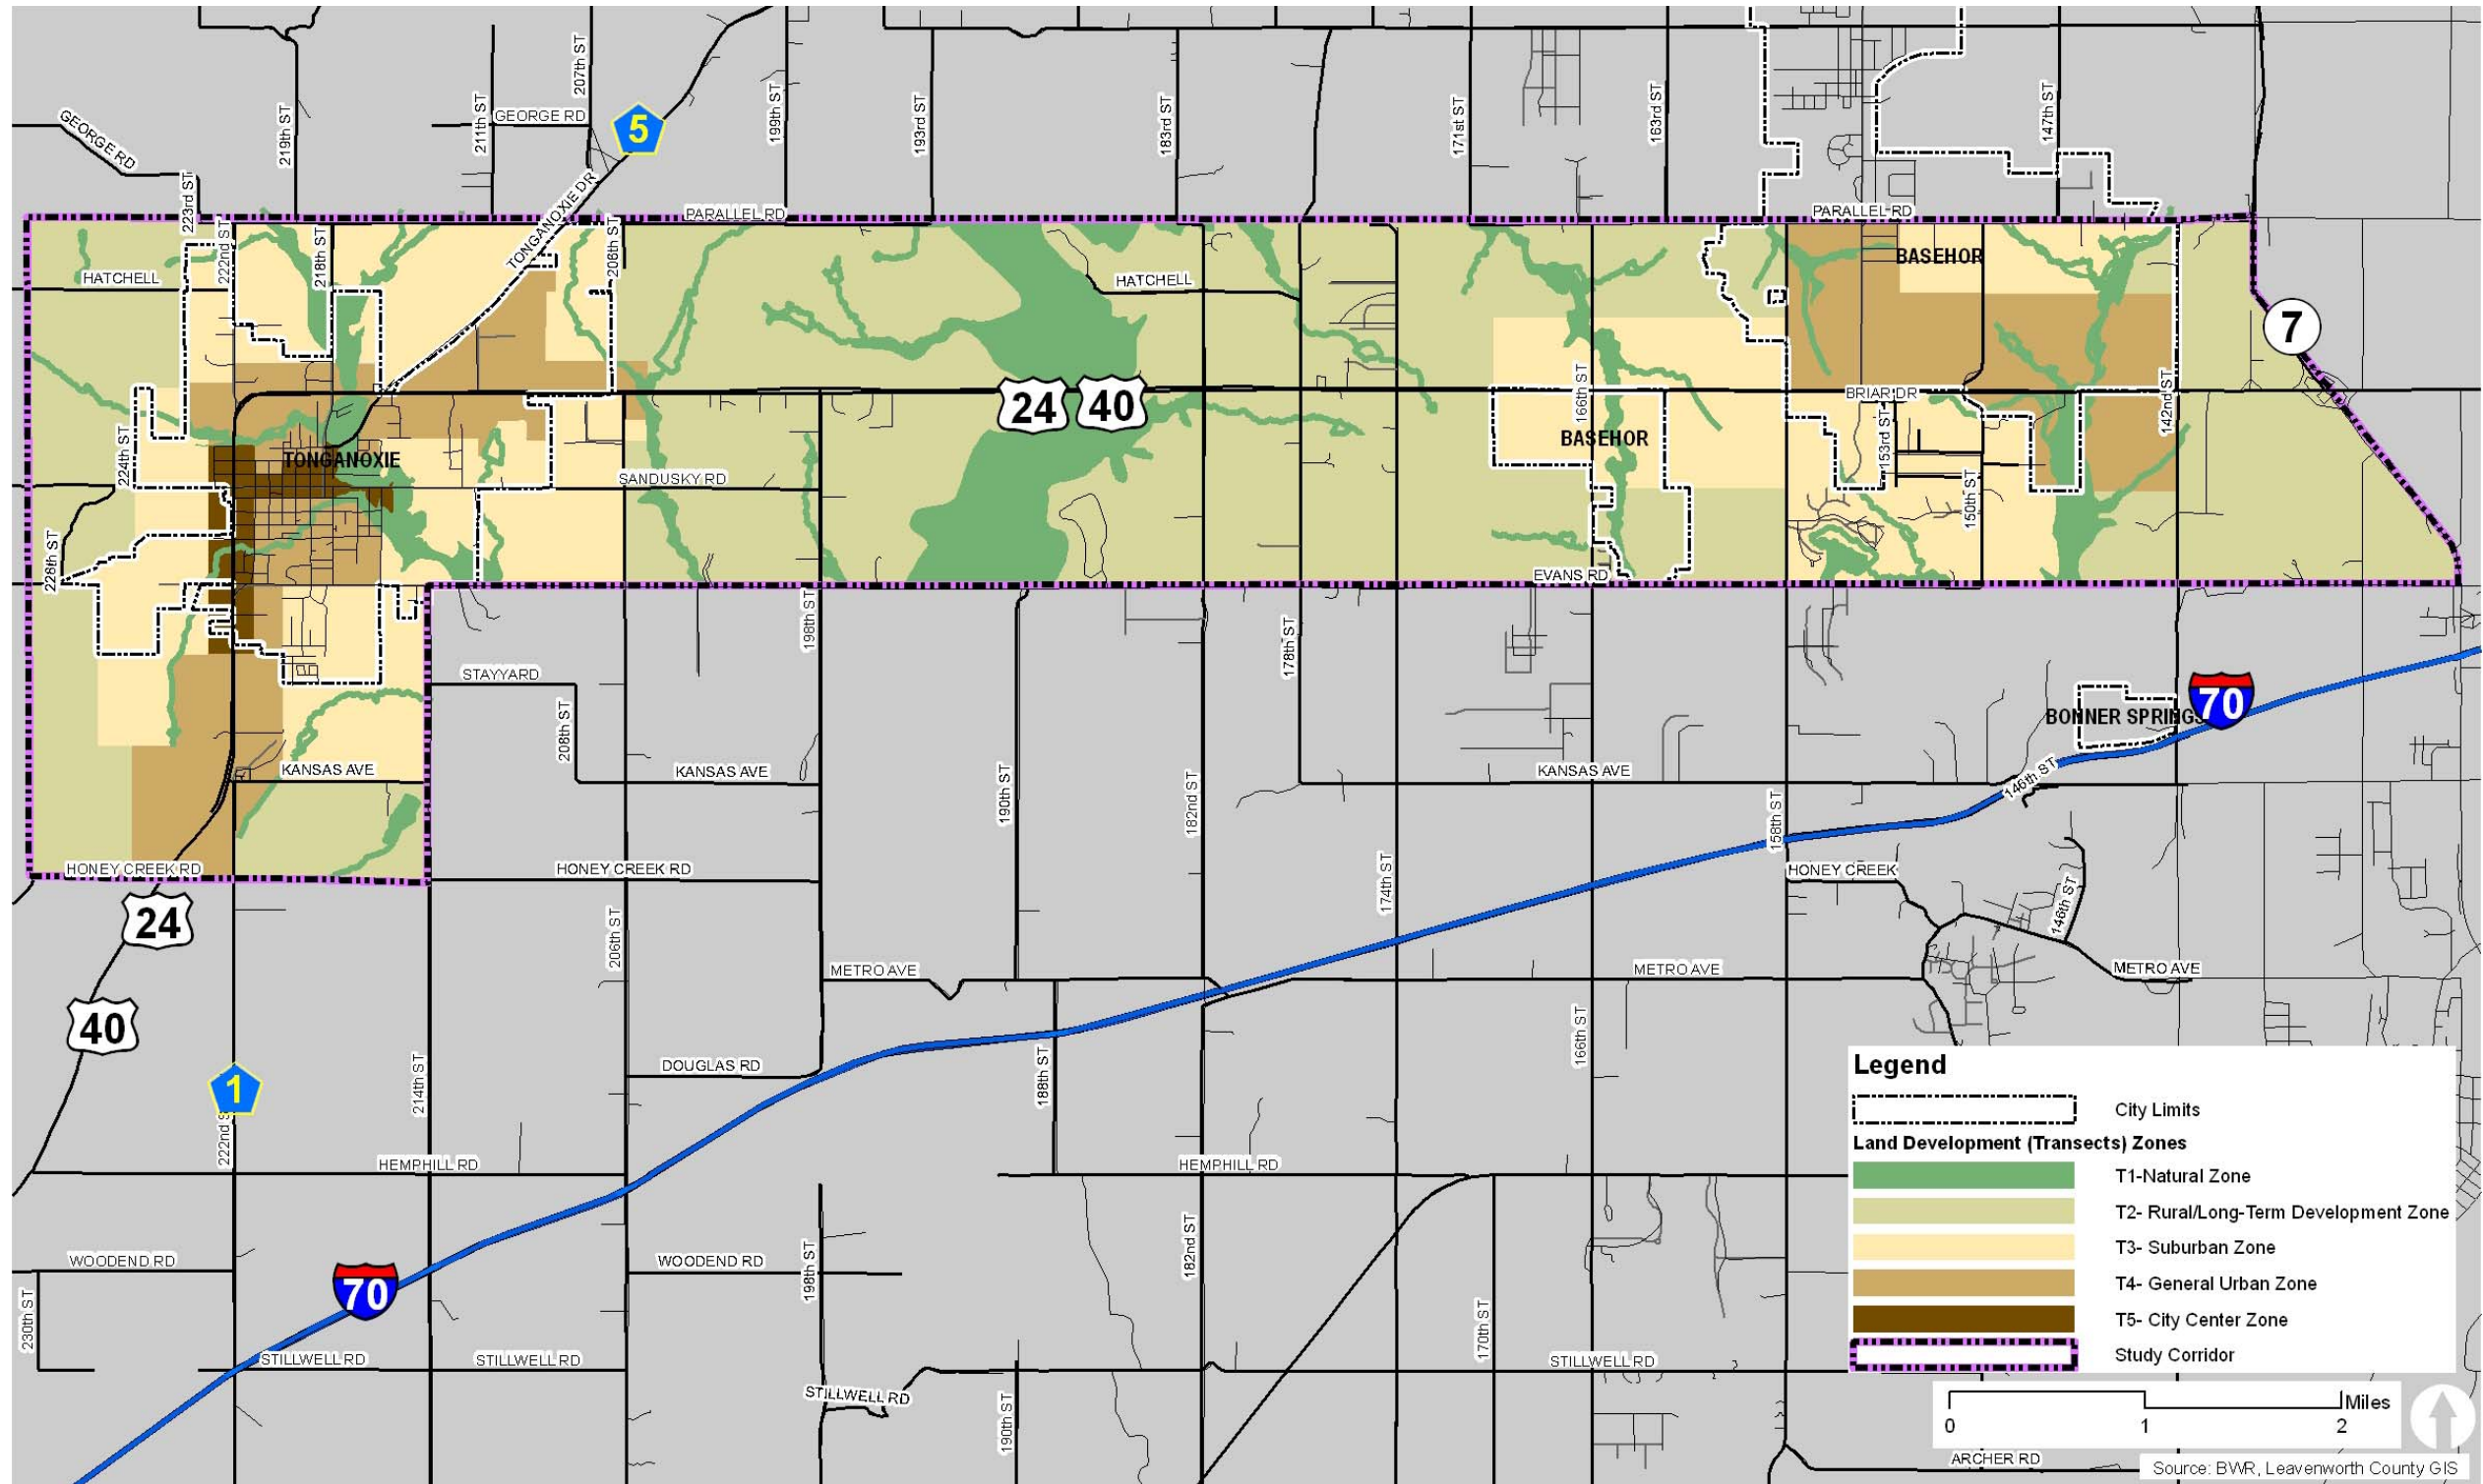 207th ST
GEORGE RD
219th ST
211th ST
GEORGE RD
5
199th ST
193rd ST
183rd ST
171st ST
163rd ST
147th ST
223rd ST
TONGANOXIE DR
PARALLEL RD
PARALLEL RD
222nd ST
218th ST
206th ST
HATCHELL
HATCHELL
BASEHOR
7
24
40
BRIAR DR
166th ST
142nd ST
224th ST
TONGANOXIE
BASEHOR
153rd ST
SANDUSKY RD
150th ST
226th ST
EVANS RD
198th ST
178th ST
STAYYARD
208th ST
BONNER SPRINGS
70
KANSAS AVE
KANSAS AVE
KANSAS AVE
146th ST
190th ST
182nd ST
158th ST
HONEY CREEK RD
HONEY CREEK RD
174th ST
HONEY CREEK
146th ST
24
206th ST
METRO AVE
METRO AVE
METRO AVE
40
166th ST
DOUGLAS RD
188th ST
214th ST
1
222nd S
HEMPHILL RD
HEMPHILL RD
WOODEND RD
WOODEND RD
198th ST
182nd ST
70
230th ST
170th ST
STILLWELL RD
STILLWELL RD
STILLWELL RD
STILLWELL RD
190th ST
ARCHER RD
Legend
City Limits
Land Development (Transects) Zones
T1-Natural Zone
T2- Rural/Long-Term Development Zone
T3- Suburban Zone
T4- General Urban Zone
T5- City Center Zone
Study Corridor
Miles
0 1 2
Source: BWR, Leavenworth County GIS